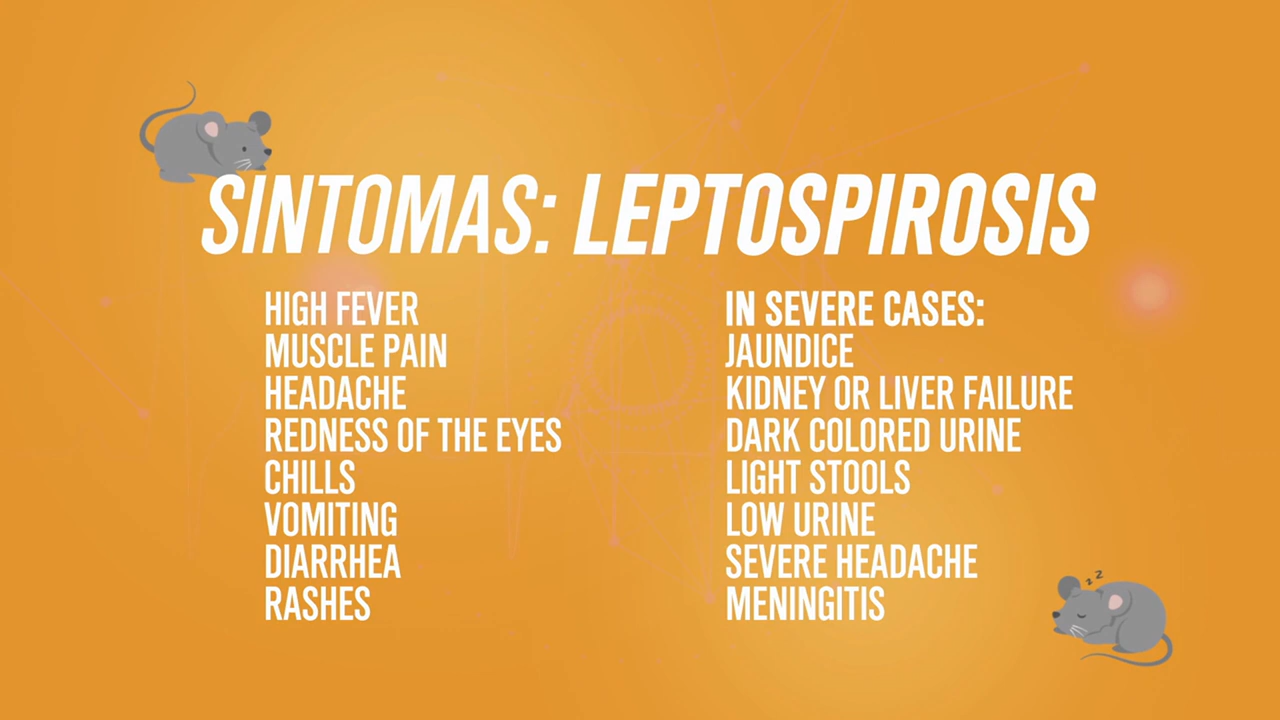 SINTOMAS: LEPTOSPIROSIS
HIGH FEVER
MUSCLE PAIN
HEADACHE
REDNESS OF THE EYES
CHILLS
VOMITING
DIARRHEA
RASHES
IN SEVERE CASES:
JAUNDICE
KIDNEY OR LIVER FAILURE
DARK COLORED URINE
LIGHT STOOLS
LOW URINE
SEVERE HEADACHE
MENINGITIS
z z